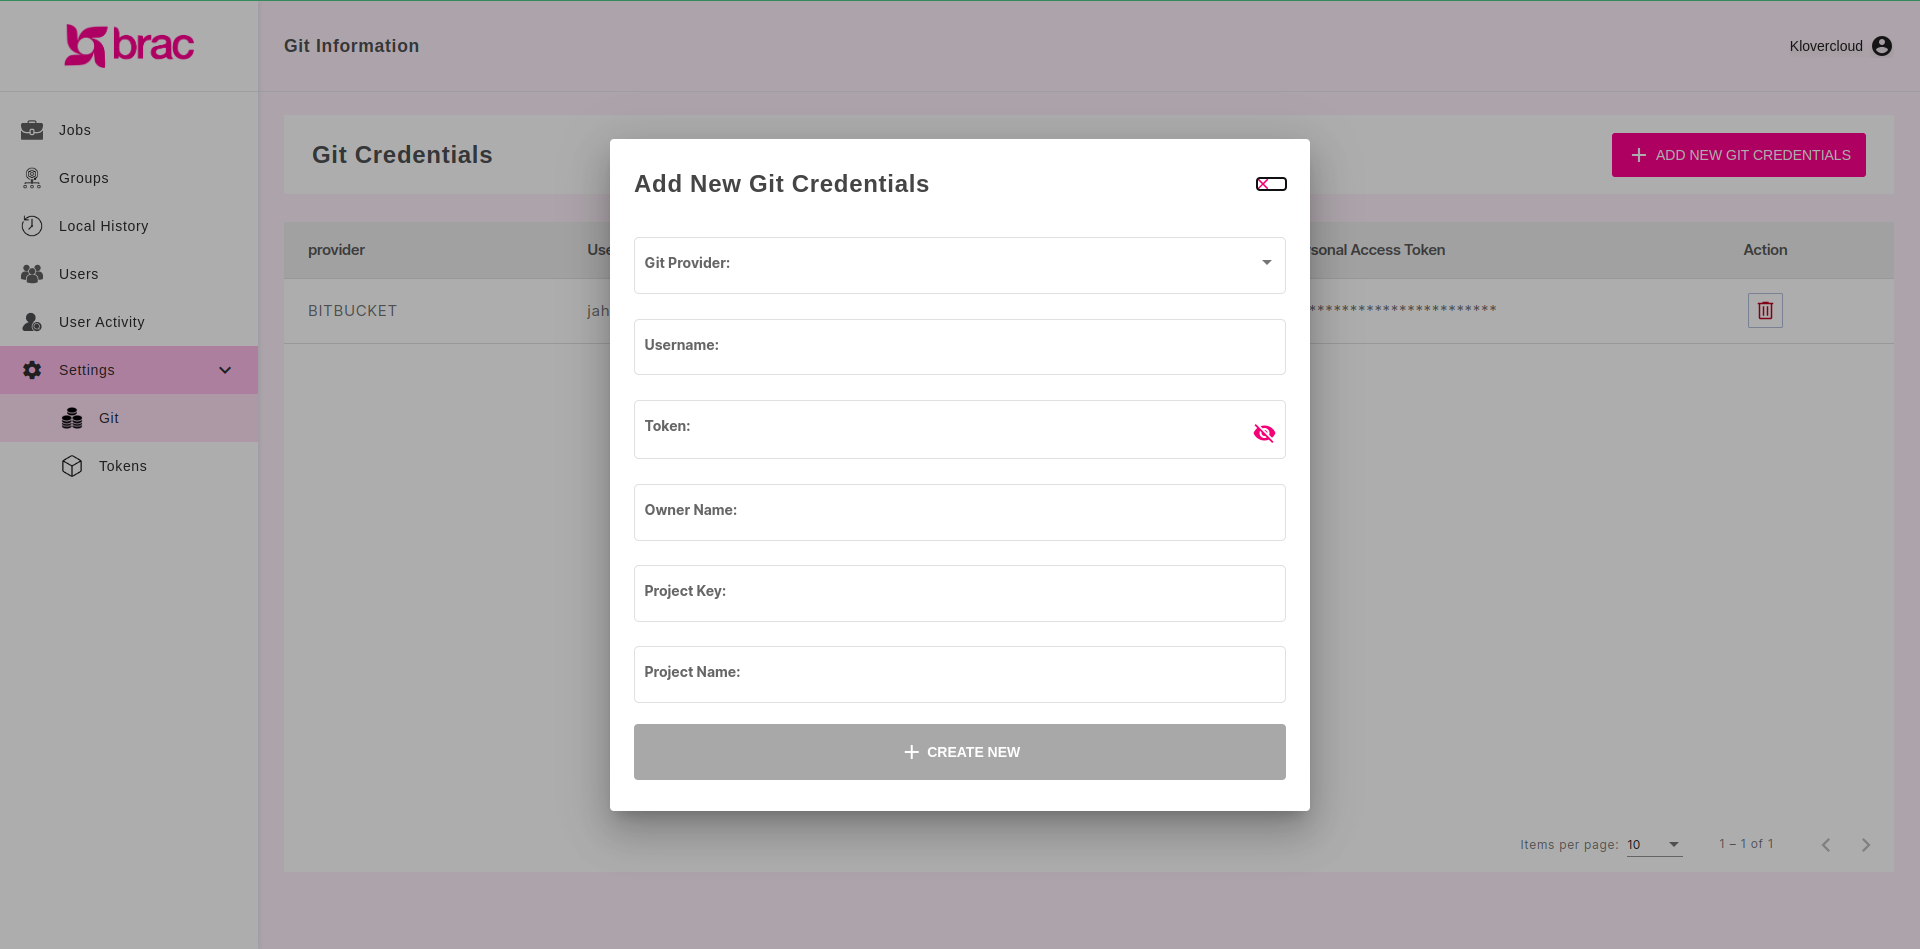 brac
Git Information
Klovercloud
Jobs
Groups
Local History
Users
User Activity
Settings
Git
Tokens
Git Credentials
ADD NEW GIT CREDENTIALS
provider
Use
rsonal Access Token
Action
BITBUCKET
jah
***********************
Add New Git Credentials
Git Provider:
Username:
Token:
Owner Name:
Project Key:
Project Name:
CREATE NEW
Items per page: 10
1 – 1 of 1